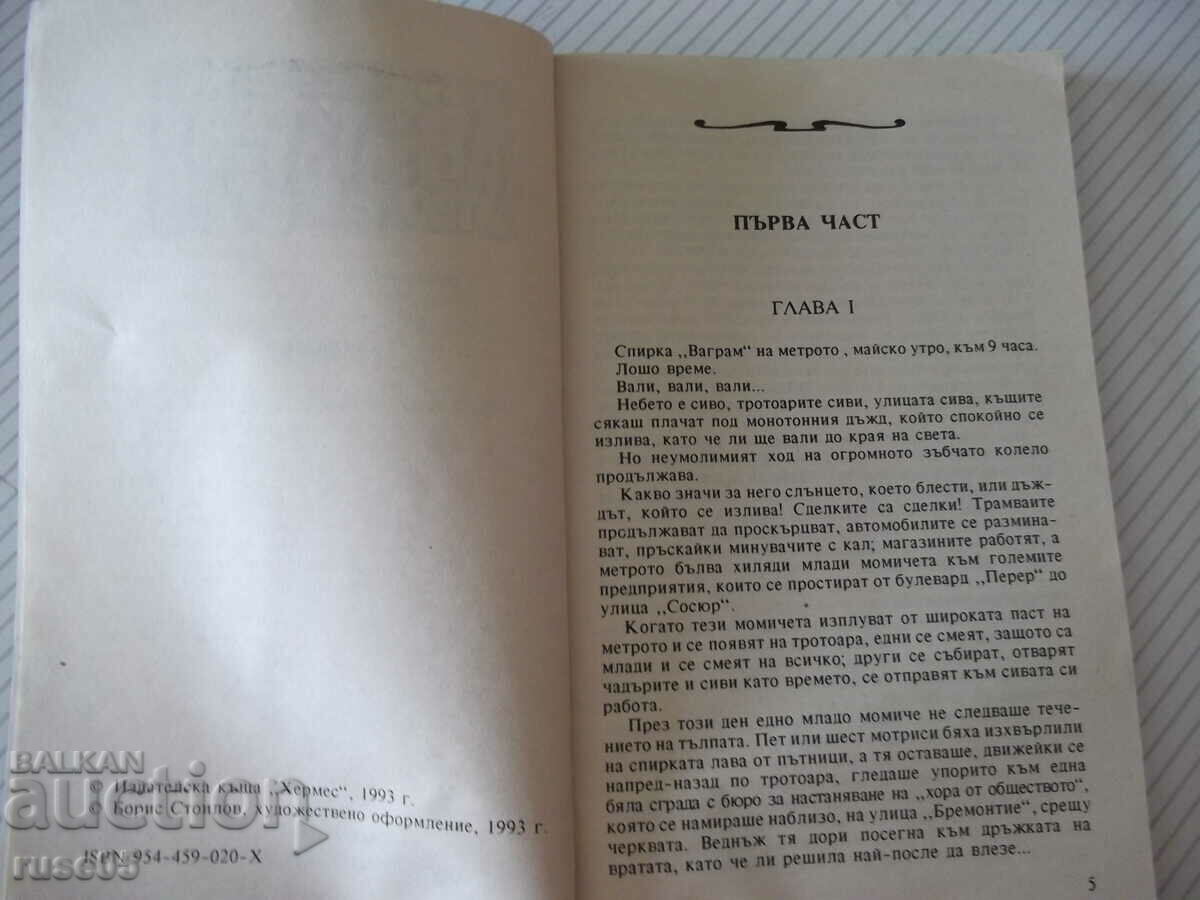 © Издателска къща „Хермес“, 1993 г.
© Борис Стоилов, художествено оформление, 1993 г.
ISBN 954-459-020-X
BALKAN
auction
ruse05
ПЪРВА ЧАСТ
ГЛАВА I
Спирка „Ваграм“ на метрото , майско утро, към 9 часа.
Лошо време.
Вали, вали, вали...
Небето е сиво, тротоарите сиви, улицата сива, къщите
сякаш плачат под монотонния дъжд, който спокойно се
излива, като че ли ще вали до края на света.
Но неумолимият ход на огромното зъбчато колело
продължава.
Какво значи за него слънцето, което блести, или дъж-
дът, който се излива! Сделките са сделки! Трамваите
продължават да проскърцват, автомобилите се размина-
ват, пръскайки минувачите с кал; магазините работят, а
метрото бълва хиляди млади момичета към големите
предприятия, които се простират от булевард „Перер“ до
улица „Сосюр“.
Когато тези момичета изплуват от широката паст на
метрото и се появят на тротоара, едни се смеят, защото са
млади и се смеят на всичко; други се събират, отварят
чадърите и сиви като времето, се отправят към сивата си
работа.
През този ден едно младо момиче не следваше тече-
нието на тълпата. Пет или шест мотриси бяха изхвърлили
на спирката лава от пътници, а тя оставаше, движейки се
напред-назад по тротоара, гледаше упорито към една
бяла сграда с бюро за настаняване на „хора от обществото“,
която се намираше наблизо, на улица „Бремонтие“, срещу
черквата. Веднъж тя дори посегна към дръжката на
вратата, като че ли решила най-после да влезе...
5